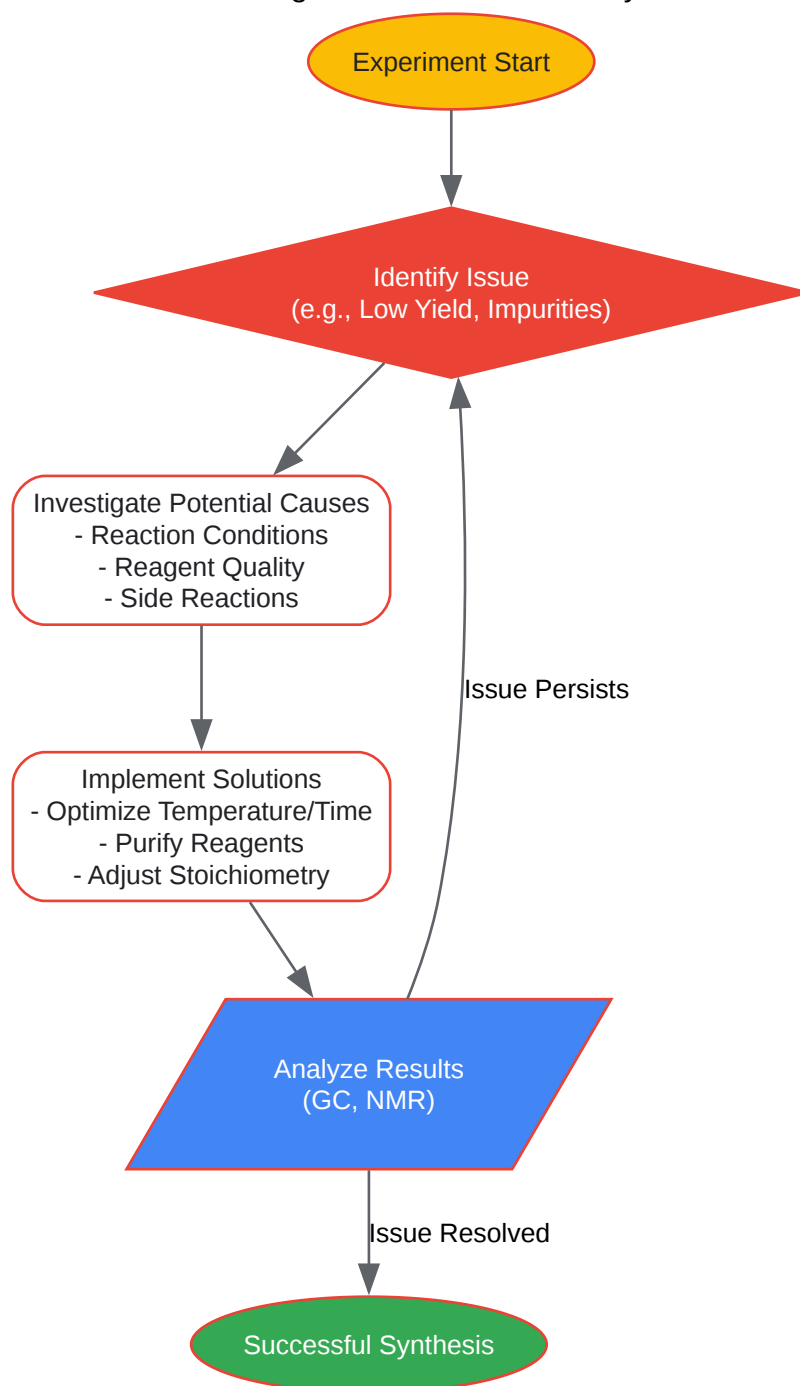 Experiment Start
Identify Issue
(e.g., Low Yield, Impurities)
Investigate Potential Causes
- Reaction Conditions
- Reagent Quality
- Side Reactions
Issue Persists
Implement Solutions
- Optimize Temperature/Time
- Purify Reagents
- Adjust Stoichiometry
Analyze Results
(GC, NMR)
Issue Resolved
Successful Synthesis